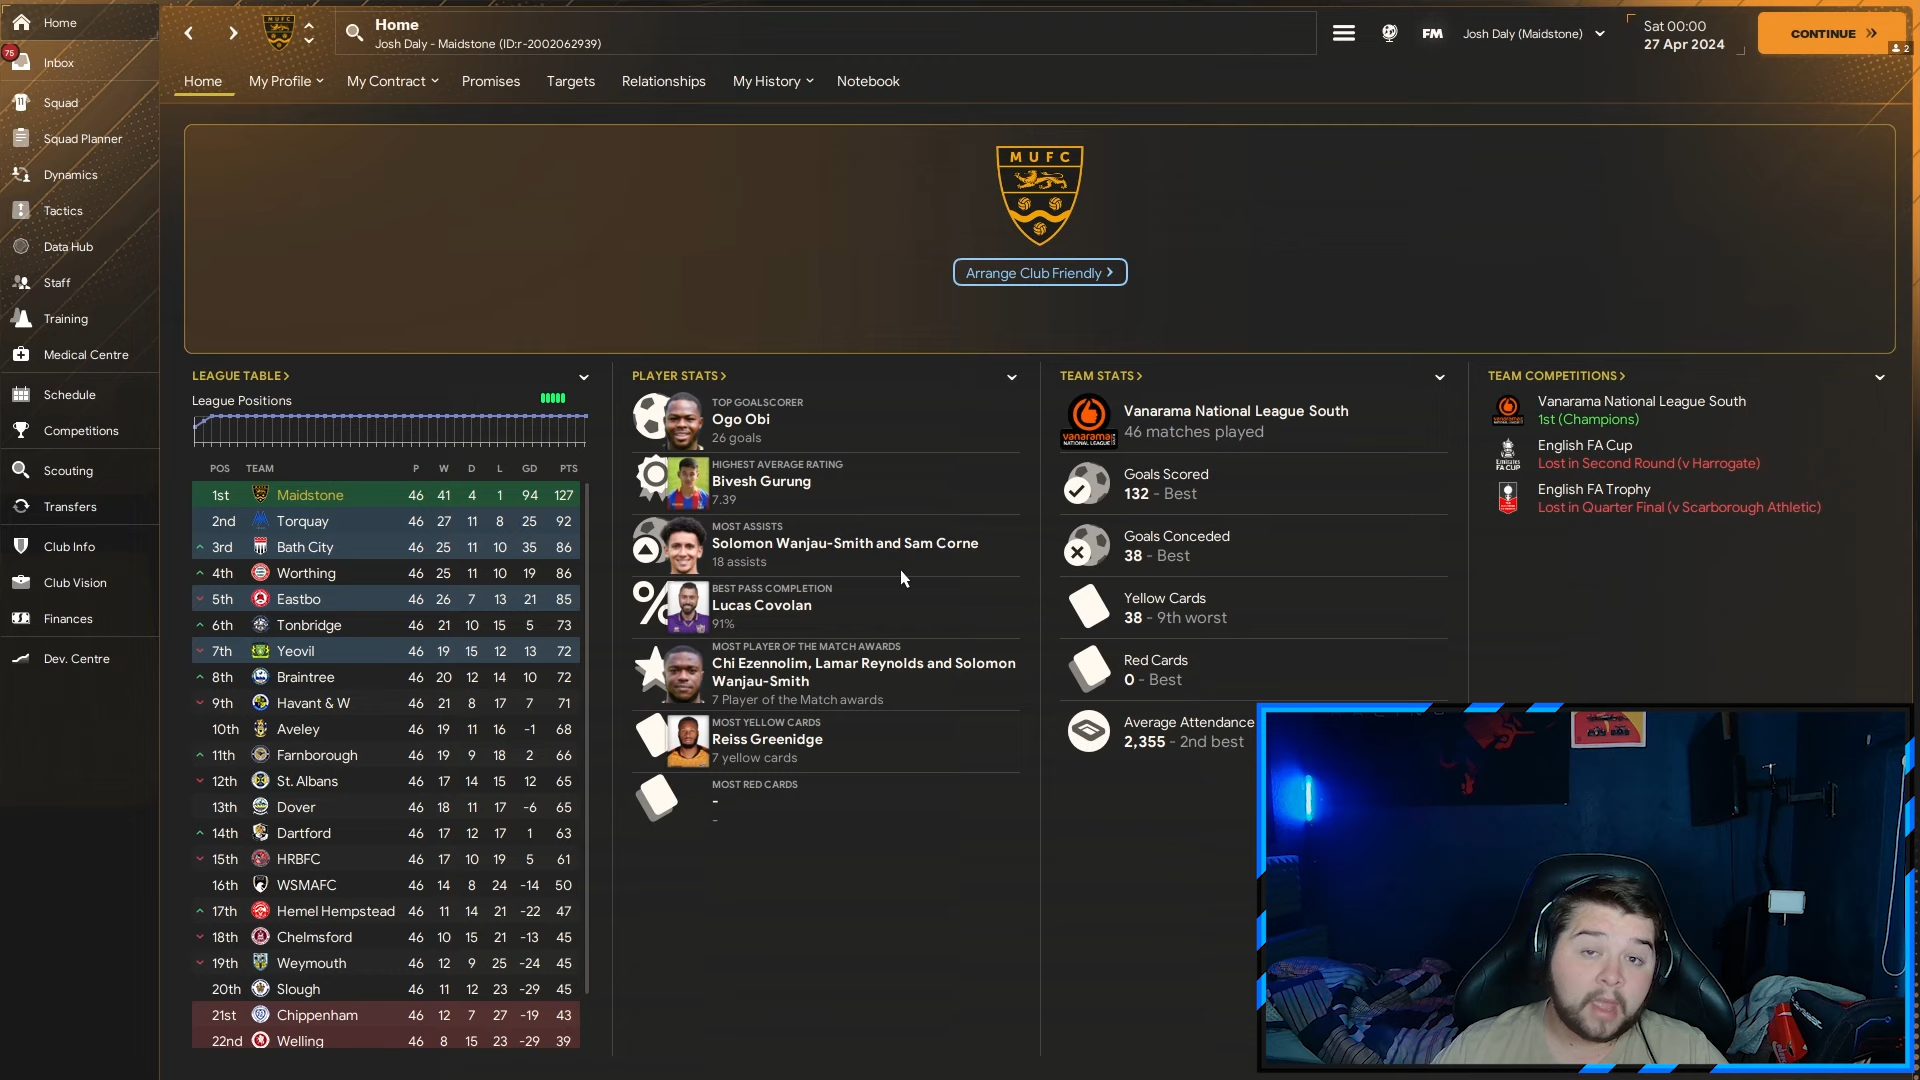 Home
75
Inbox
Squad
Squad Planner
Dynamics
Tactics
Data Hub
Staff
Training
Medical Centre
Schedule
Competitions
Scouting
Transfers
Club Info
Club Vision
Finances
Dev. Centre
MUFC
Home
Josh Daly - Maidstone (ID:r-2002062939)
FM
Josh Daly (Maidstone)
Sat 00:00
27 Apr 2024
CONTINUE
2
Home My Profile My Contract Promises Targets Relationships My History Notebook
MUFC
Arrange Club Friendly
LEAGUE TABLE
League Positions
POS TEAM P W D L GD PTS
1st Maidstone 46 41 4 1 94 127
2nd Torquay 46 27 11 8 25 92
3rd Bath City 46 25 11 10 35 86
4th Worthing 46 25 11 10 19 86
5th Eastbo 46 26 7 13 21 85
6th Tonbridge 46 21 10 15 5 73
7th Yeovil 46 19 15 12 13 72
8th Braintree 46 20 12 14 10 72
9th Havant & W 46 21 8 17 7 71
10th Aveley 46 19 11 16 -1 68
11th Farnborough 46 19 9 18 2 66
12th St. Albans 46 17 14 15 12 65
13th Dover 46 18 11 17 -6 65
14th Dartford 46 17 12 17 1 63
15th HRBFC 46 17 10 19 5 61
16th WSMAFC 46 14 8 24 -14 50
17th Hemel Hempstead 46 11 14 21 -22 47
18th Chelmsford 46 10 15 21 -13 45
19th Weymouth 46 12 9 25 -24 45
20th Slough 46 11 12 23 -29 45
21st Chippenham 46 12 7 27 -19 43
22nd Welling 46 8 15 23 -29 39
PLAYER STATS
TOP GOALSCORER
Ogo Obi
26 goals
HIGHEST AVERAGE RATING
Bivesh Gurung
7.39
MOST ASSISTS
Solomon Wanjau-Smith and Sam Corne
18 assists
BEST PASS COMPLETION
Lucas Covolan
91%
MOST PLAYER OF THE MATCH AWARDS
Chi Ezennolim, Lamar Reynolds and Solomon
Wanjau-Smith
7 Player of the Match awards
MOST YELLOW CARDS
Reiss Greenidge
7 yellow cards
MOST RED CARDS
-
-
TEAM STATS
vanarama
Vanarama National League South
46 matches played
Goals Scored
132 - Best
Goals Conceded
38 - Best
Yellow Cards
38 - 9th worst
Red Cards
0 - Best
Average Attendance
2,355 - 2nd best
TEAM COMPETITIONS
Vanarama National League South
1st (Champions)
FA CUP
English FA Cup
Lost in Second Round (v Harrogate)
English FA Trophy
Lost in Quarter Final (v Scarborough Athletic)